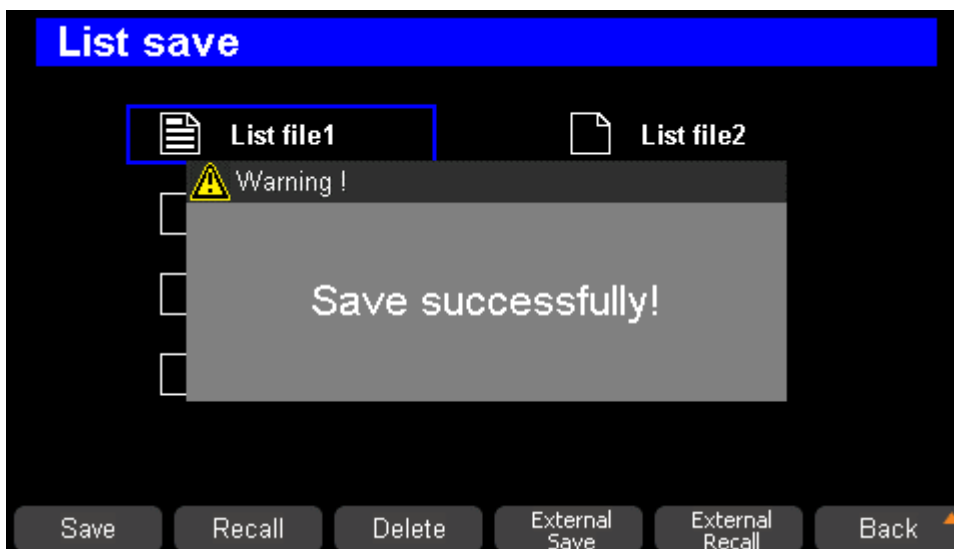 List save
List file1
List file2
Warning !
Save successfully!
Save
Recall
Delete
External
Save
External
Recall
Back